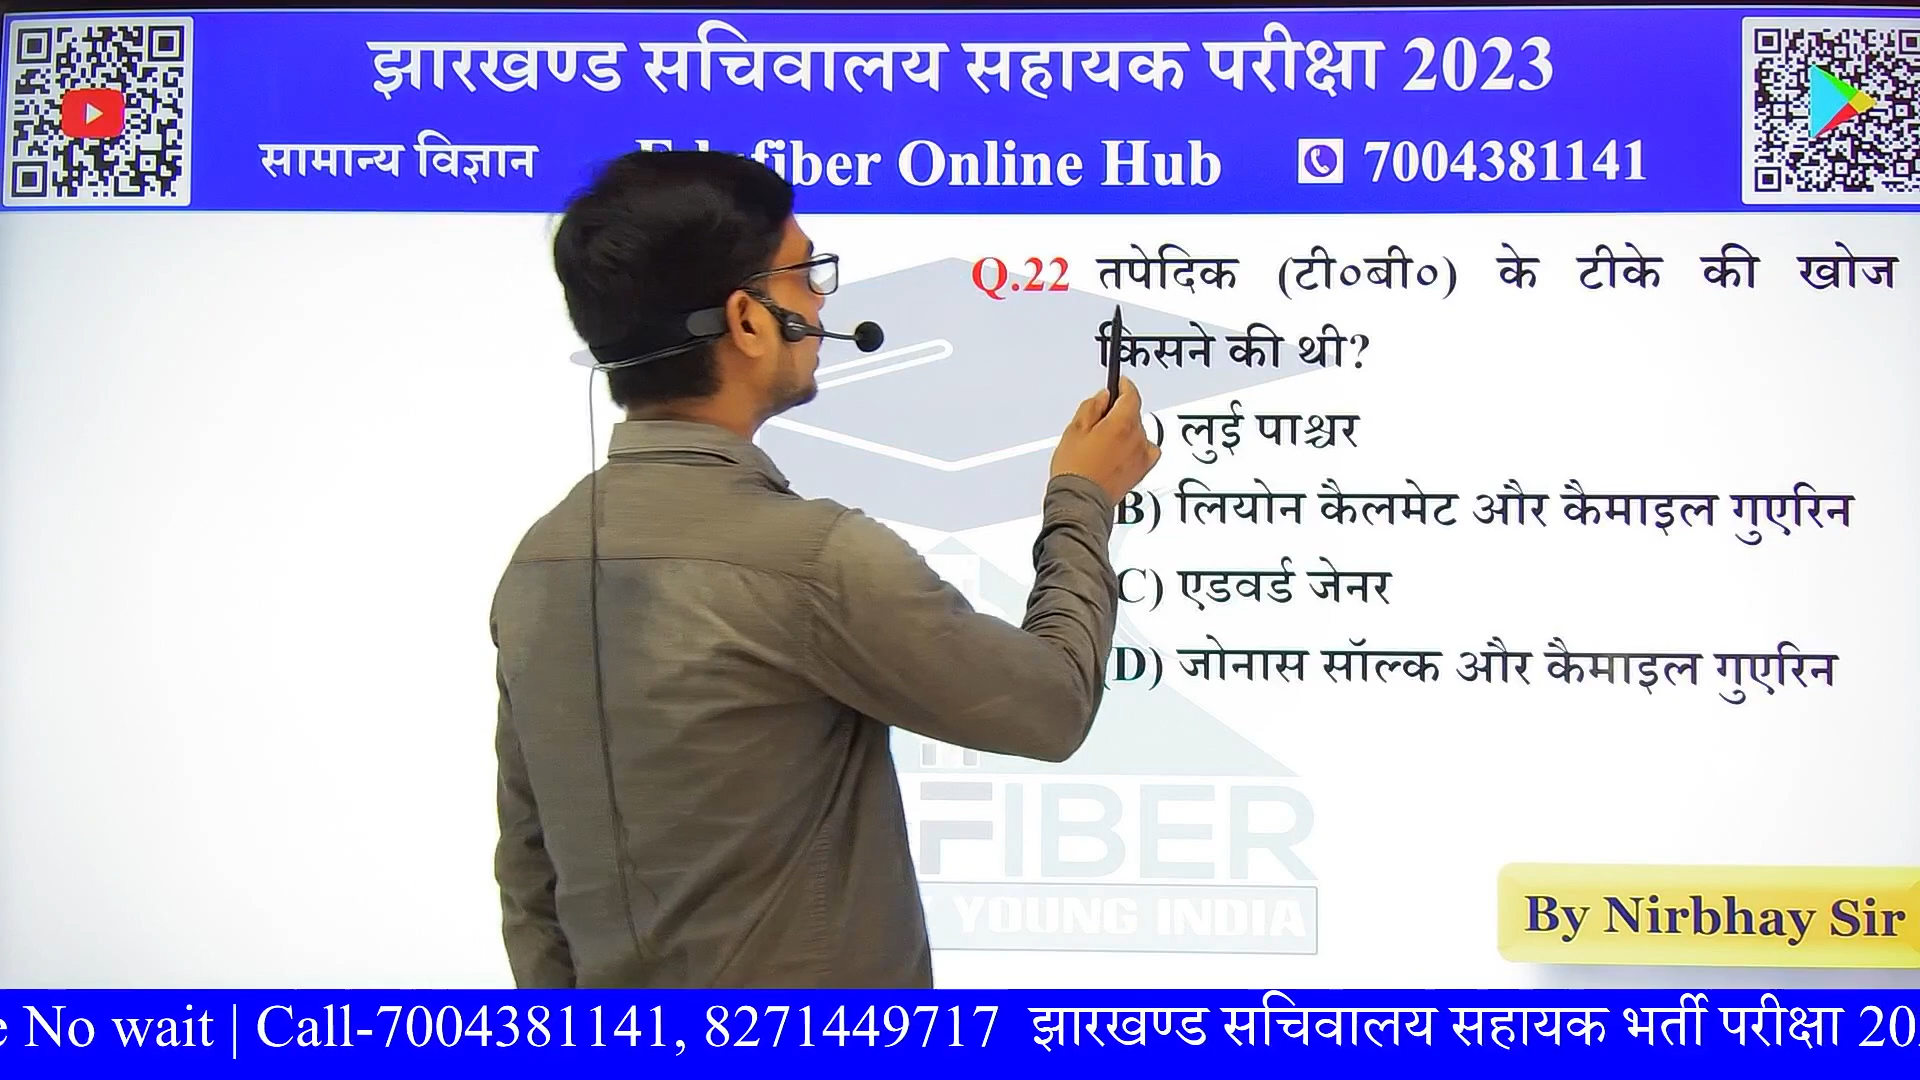 झारखण्ड सचिवालय सहायक परीक्षा 2023
सामान्य विज्ञान
fiber Online Hub
7004381141
Q.22 तपेदिक (टी०बी०) के टीके की खोज
किसने की थी?
) लुई पाश्चर
B) लियोन कैलमेट और कैमाइल गुएरिन
C) एडवर्ड जेनर
(D) जोनास सॉल्क और कैमाइल गुएरिन
FIBER
YOUNG INDIA
By Nirbhay Sir
e No wait | Call-7004381141, 8271449717 झारखण्ड सचिवालय सहायक भर्ती परीक्षा 20